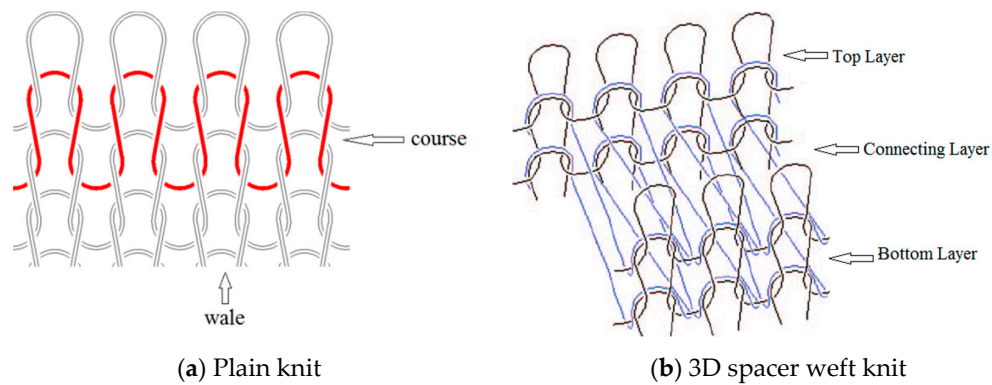 course
wale
(a) Plain knit
Top Layer
Connecting Layer
Bottom Layer
(b) 3D spacer weft knit